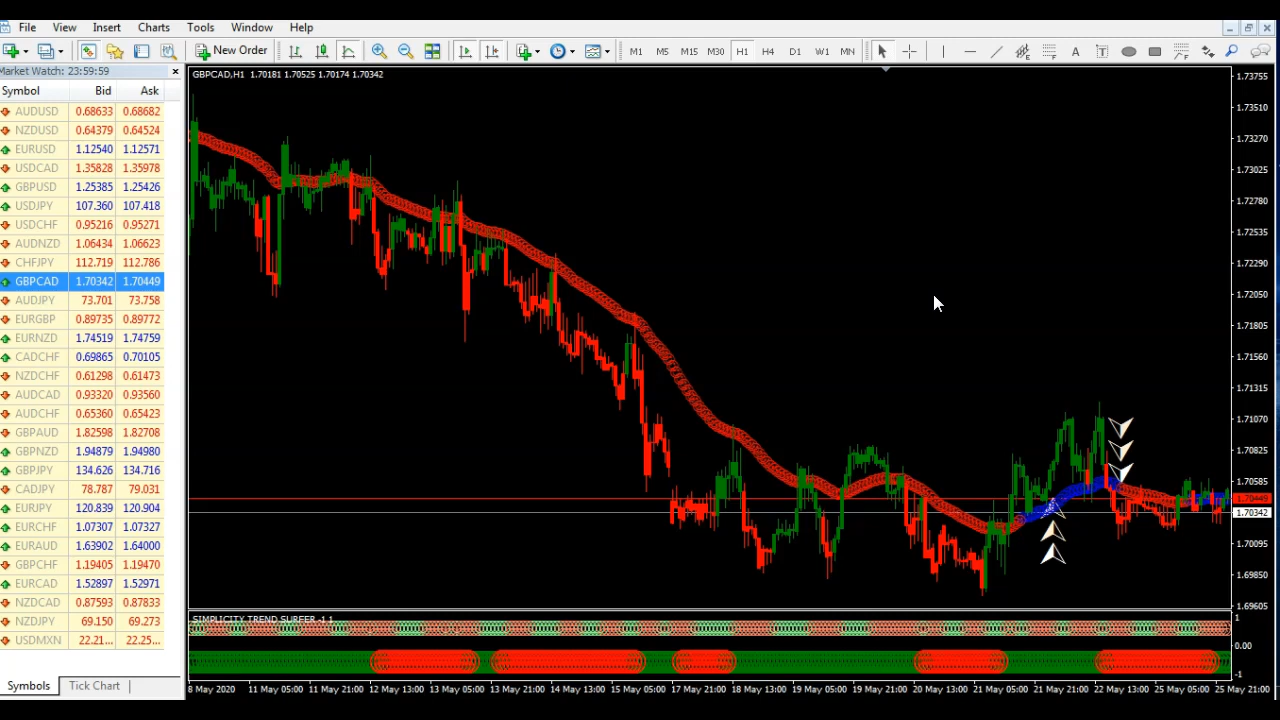 File View Insert Charts Tools Window Help
New Order M1 M5 M15 M30 H1 H4 D1 W1 MN A T
Market Watch: 23:59:59
Symbol Bid Ask
AUDUSD 0.68633 0.68682
NZDUSD 0.64379 0.64524
EURUSD 1.12540 1.12571
USDCAD 1.35828 1.35978
GBPUSD 1.25385 1.25426
USDJPY 107.360 107.418
USDCHF 0.95216 0.95271
AUDNZD 1.06434 1.06623
CHFJPY 112.719 112.786
GBPCAD 1.70342 1.70449
AUDJPY 73.701 73.758
EURGBP 0.89735 0.89772
EURNZD 1.74519 1.74759
CADCHF 0.69865 0.70105
NZDCHF 0.61298 0.61473
AUDCAD 0.93320 0.93560
AUDCHF 0.65360 0.65423
GBPAUD 1.82598 1.82708
GBPNZD 1.94879 1.94980
GBPJPY 134.626 134.716
CADJPY 78.787 79.031
EURJPY 120.839 120.904
EURCHF 1.07307 1.07327
EURAUD 1.63902 1.64000
GBPCHF 1.19405 1.19470
EURCAD 1.52897 1.52971
NZDCAD 0.87593 0.87833
NZDJPY 69.150 69.273
USDMXN 22.21... 22.25...
Symbols Tick Chart
GBPCAD,H1 1.70181 1.70525 1.70174 1.70342
1.73755
1.73510
1.73270
1.73025
1.72780
1.72535
1.72290
1.72050
1.71805
1.71560
1.71315
1.71070
1.70825
1.70585
1.70449
1.70342
1.70095
1.69850
1.69605
SIMPLICITY TREND SURFER -1 1
1
0.00
-1
8 May 2020 11 May 05:00 11 May 21:00 12 May 13:00 13 May 05:00 13 May 21:00 14 May 13:00 15 May 05:00 17 May 21:00 18 May 13:00 19 May 05:00 19 May 21:00 20 May 13:00 21 May 05:00 21 May 21:00 22 May 13:00 25 May 05:00 25 May 21:00